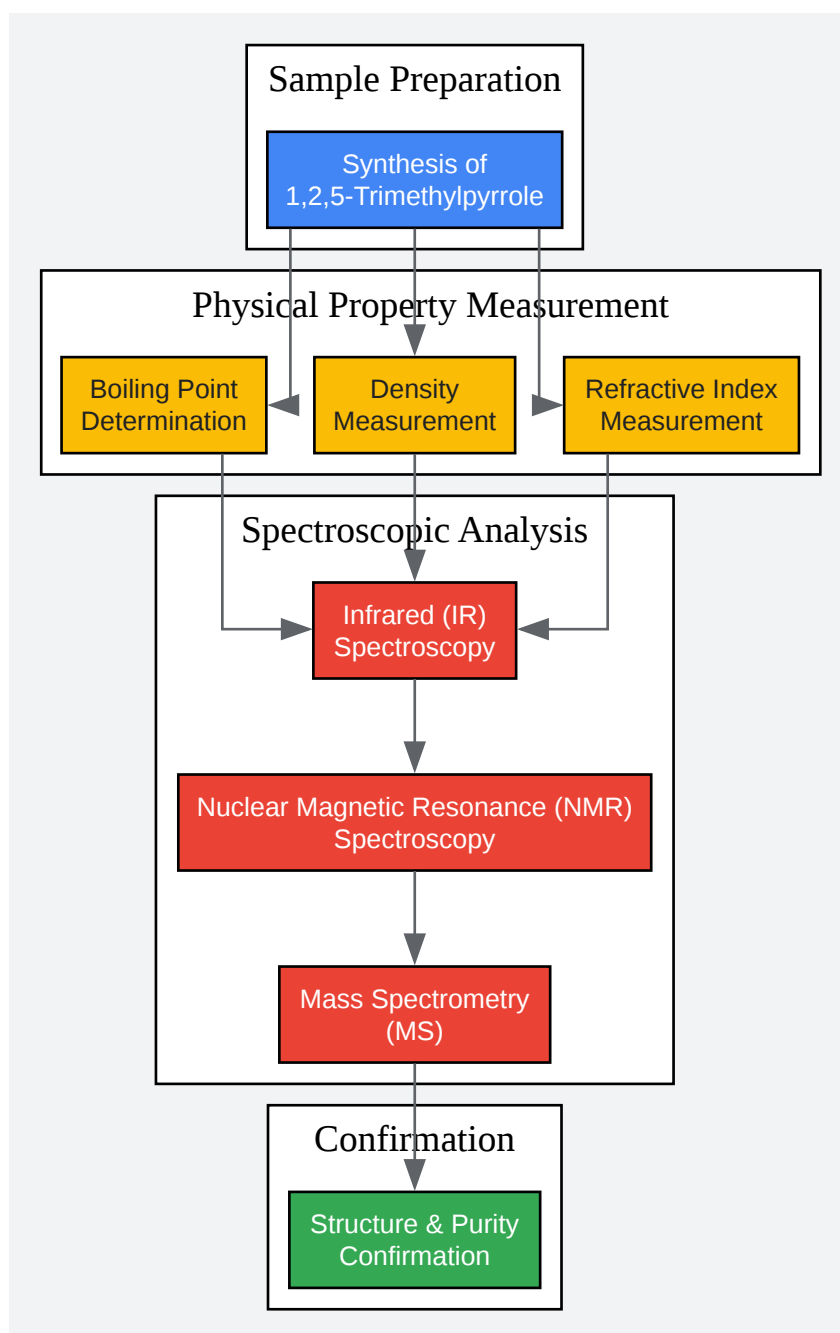 Sample Preparation
Synthesis of
1,2,5-Trimethylpyrrole
Physical Property Measurement
Boiling Point
Determination
Density
Measurement
Refractive Index
Measurement
Spectroscopic Analysis
Infrared (IR)
Spectroscopy
Nuclear Magnetic Resonance (NMR)
Spectroscopy
Mass Spectrometry
(MS)
Confirmation
Structure & Purity
Confirmation